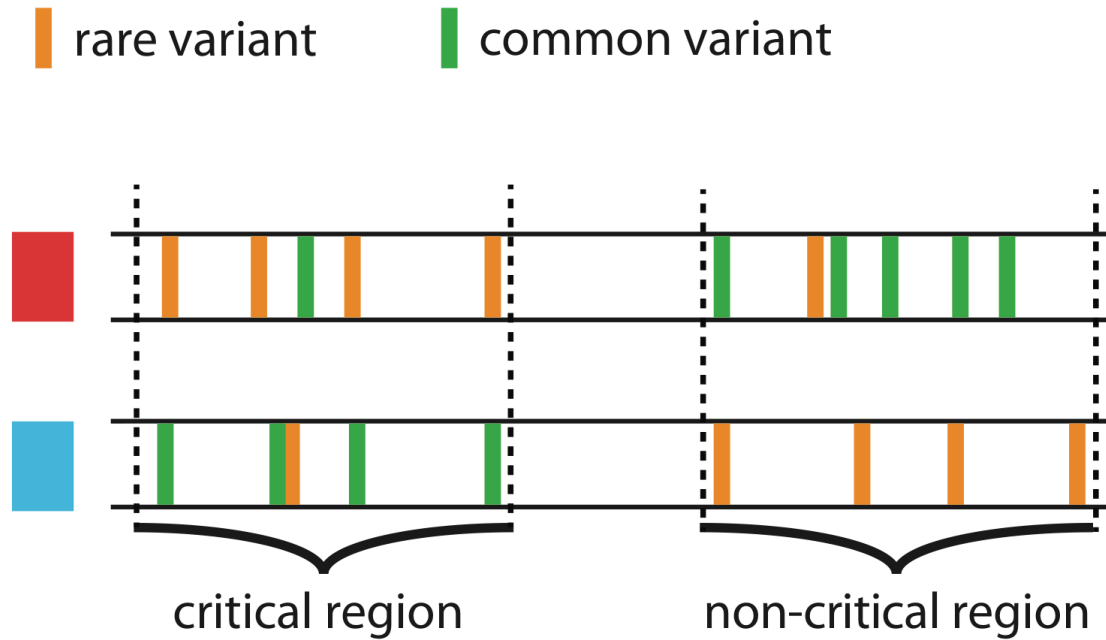 rare variant
common variant
critical region
non-critical region